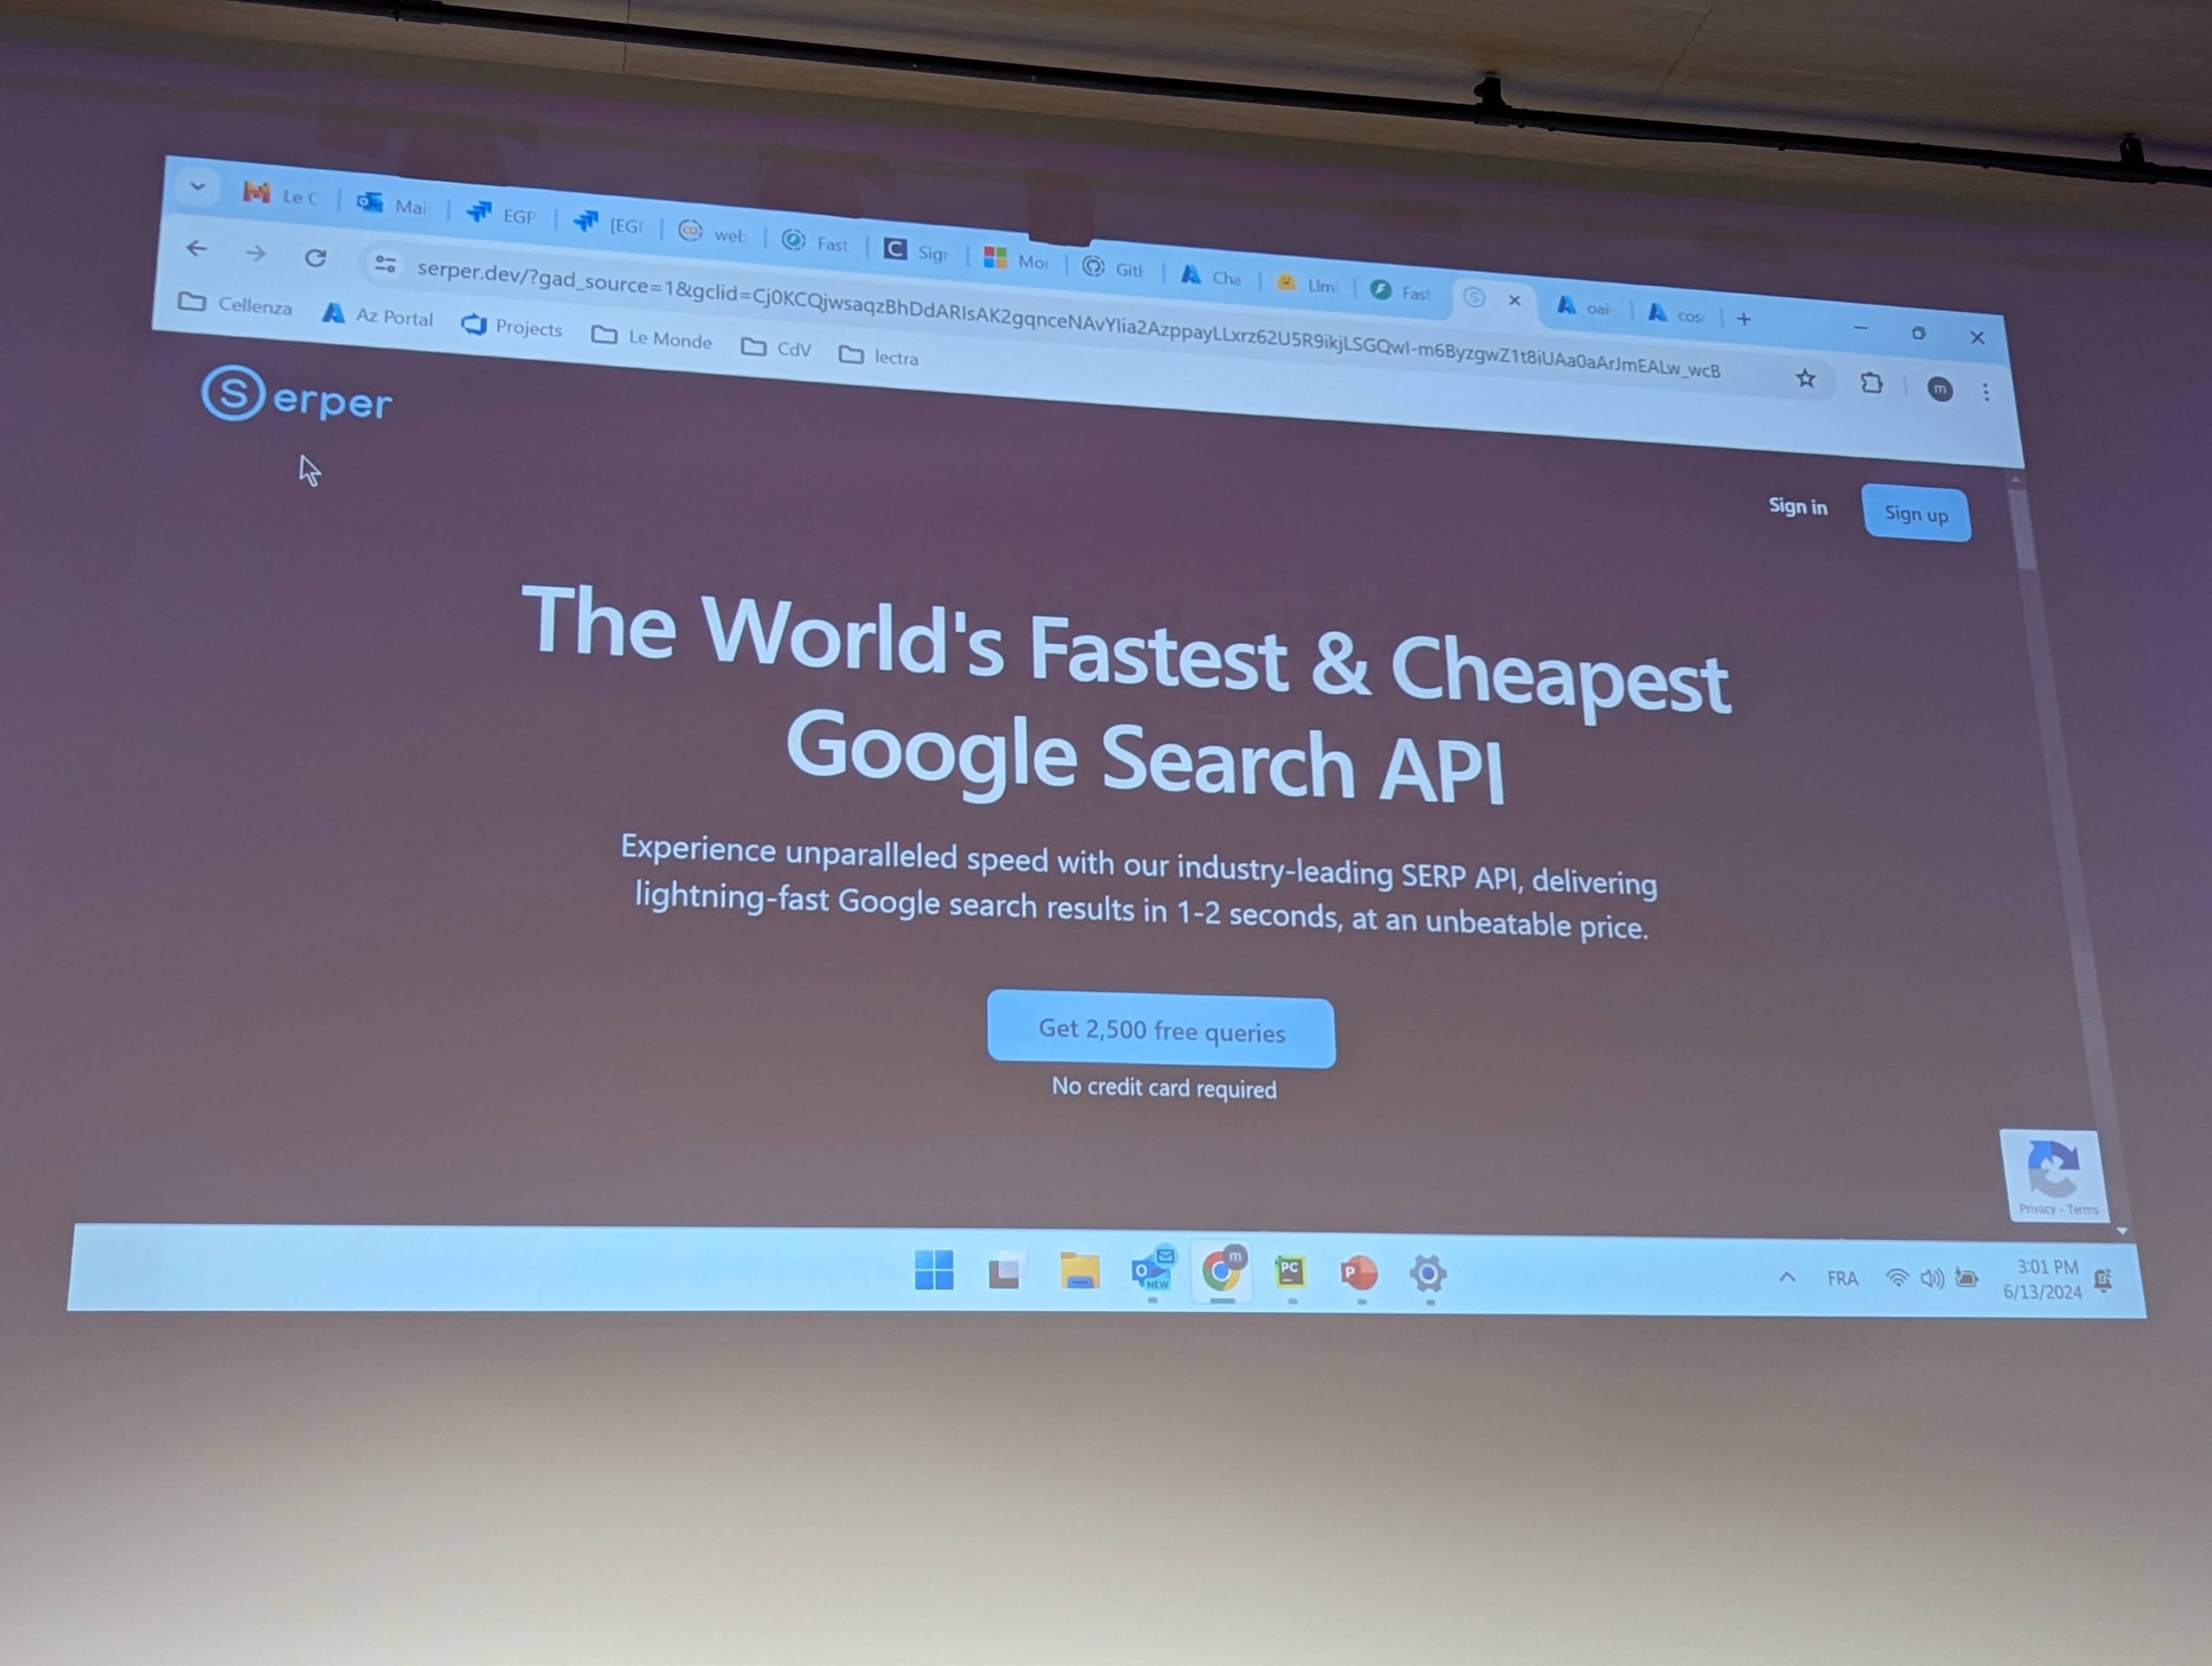 Le C
Mai
EGP
[EGI
web
Fast
Sigr
Mor
GitH
Cha
Llm
Fast
oai-
cos
serper.dev/?gad_source=1&gclid=Cj0KCQjwsaqzBhDdARIsAK2gqnceNAvYlia2AzppayLLxrz62U5R9ikjLSGQwI-m6ByzgwZ1t8iUAa0aArJmEALw_wcB
m
Cellenza
Az Portal
Projects
Le Monde
CdV
lectra
Serper
Sign in
Sign up
The World's Fastest & Cheapest
Google Search API
Experience unparalleled speed with our industry-leading SERP API, delivering
lightning-fast Google search results in 1-2 seconds, at an unbeatable price.
Get 2,500 free queries
No credit card required
Privacy - Terms
NEW
m
PC
P
FRA
3:01 PM
6/13/2024